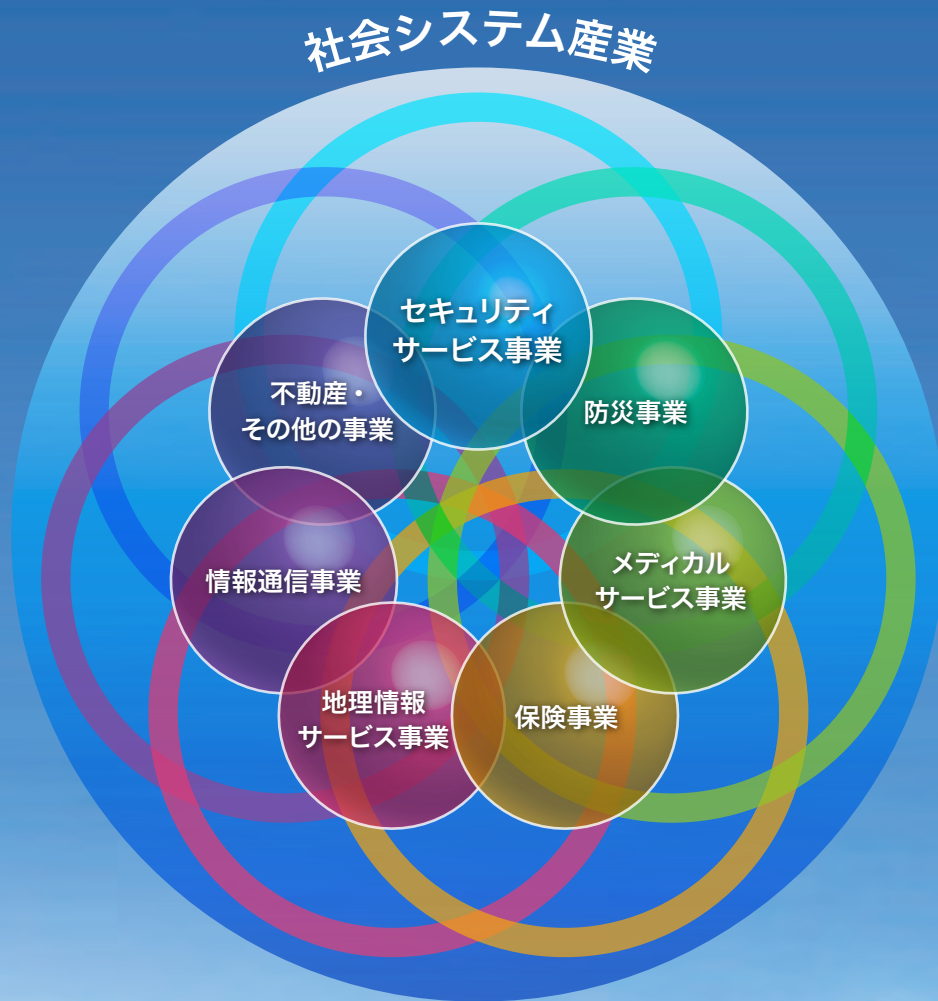 社会システム産業
セキュリティ
サービス事業
不動産・
その他の事業
防災事業
情報通信事業
メディカル
サービス事業
地理情報
サービス事業
保険事業